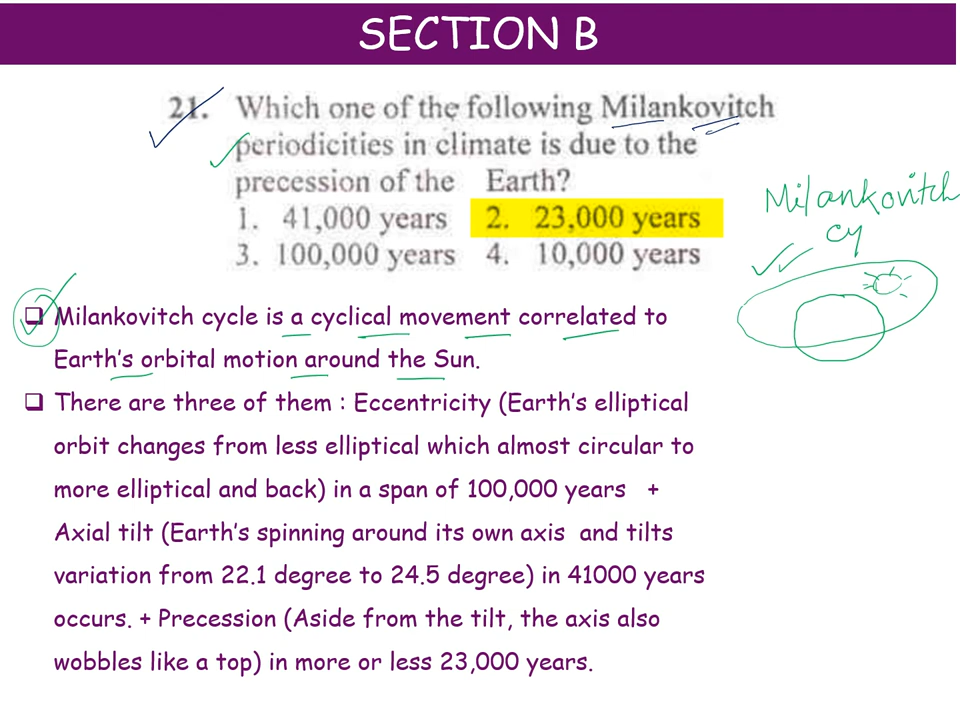 SECTION B
21. Which one of the following Milankovitch
periodicities in climate is due to the
precession of the Earth?
1. 41,000 years 2. 23,000 years
3. 100,000 years 4. 10,000 years
Milankovitch
cy
Milankovitch cycle is a cyclical movement correlated to
Earth's orbital motion around the Sun.
There are three of them : Eccentricity (Earth's elliptical
orbit changes from less elliptical which almost circular to
more elliptical and back) in a span of 100,000 years +
Axial tilt (Earth's spinning around its own axis and tilts
variation from 22.1 degree to 24.5 degree) in 41000 years
occurs. + Precession (Aside from the tilt, the axis also
wobbles like a top) in more or less 23,000 years.